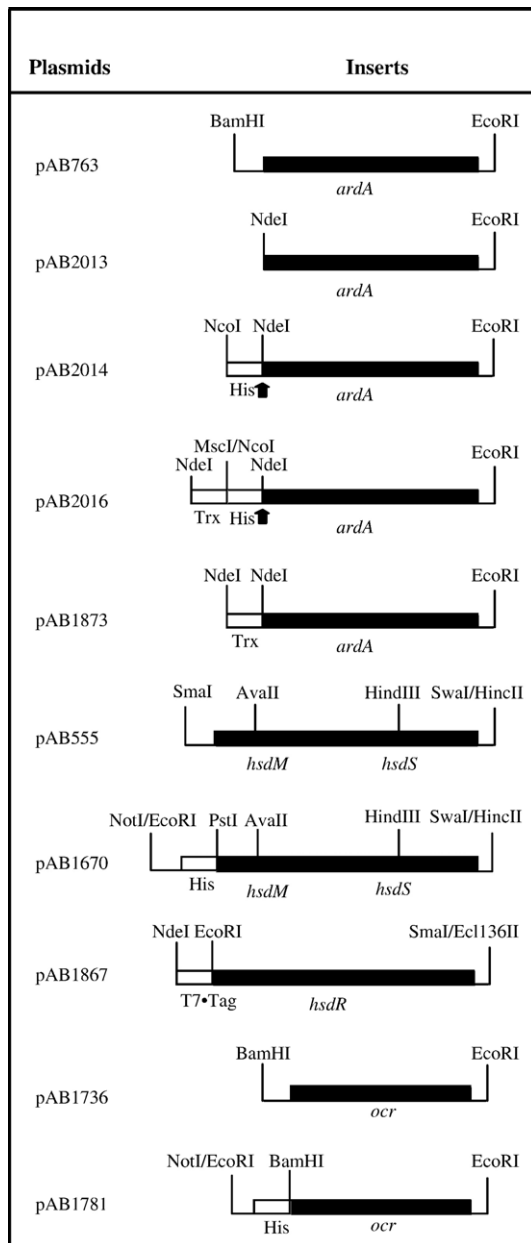 Plasmids Inserts
BamHI EcoRI
pAB763
ardA
NdeI EcoRI
pAB2013
ardA
NcoI NdeI EcoRI
pAB2014
His ardA
MscI/NcoI EcoRI
NdeI NdeI
pAB2016
Trx His ardA
NdeI NdeI EcoRI
pAB1873
Trx ardA
SmaI AvaII HindIII SwaI/HincII
pAB555
hsdM hsdS
NotI/EcoRI PstI AvaII HindIII SwaI/HincII
pAB1670
His hsdM hsdS
NdeI EcoRI SmaI/Ecl136II
pAB1867
T7•Tag hsdR
BamHI EcoRI
pAB1736
ocr
NotI/EcoRI BamHI EcoRI
pAB1781
His ocr